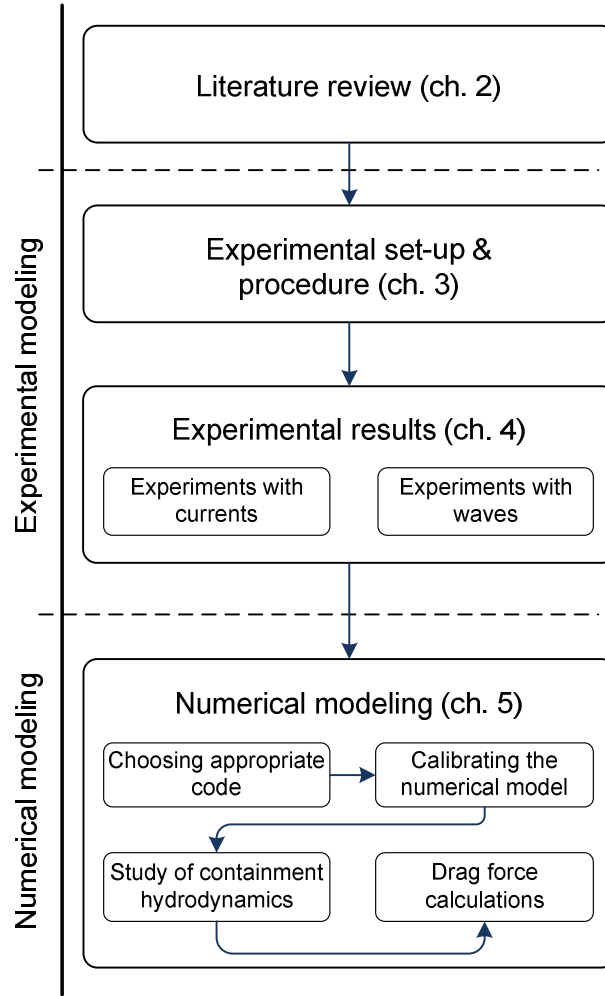 Literature review (ch. 2)
Experimental modeling
Experimental set-up &
procedure (ch. 3)
Experimental results (ch. 4)
Experiments with
currents
Experiments with
waves
Numerical modeling
Numerical modeling (ch. 5)
Choosing appropriate
code
Calibrating the
numerical model
Study of containment
hydrodynamics
Drag force
calculations